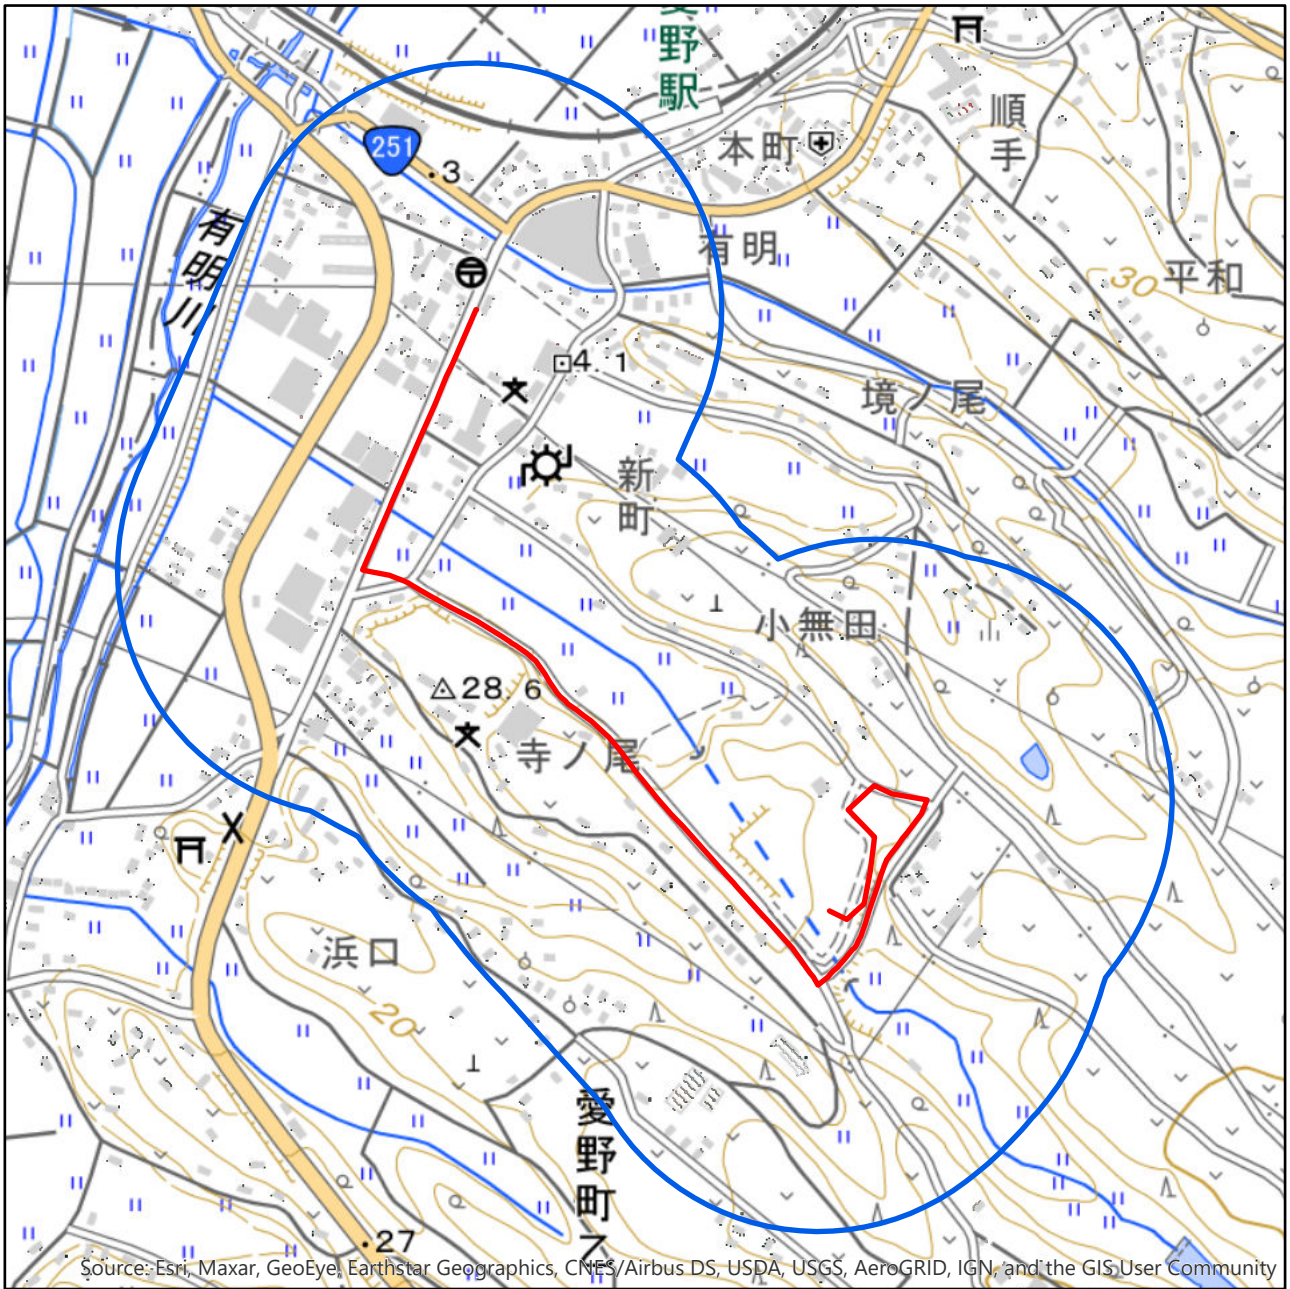 野駅
順手
本町
251
.3
有明
有明川
平和
30
4.1
境ノ尾
新町
小無田
28.6
寺ノ尾
浜口
20
愛野町乙
.27
Source: Esri, Maxar, GeoEye, Earthstar Geographics, CNES/Airbus DS, USDA, USGS, AeroGRID, IGN, and the GIS User Community